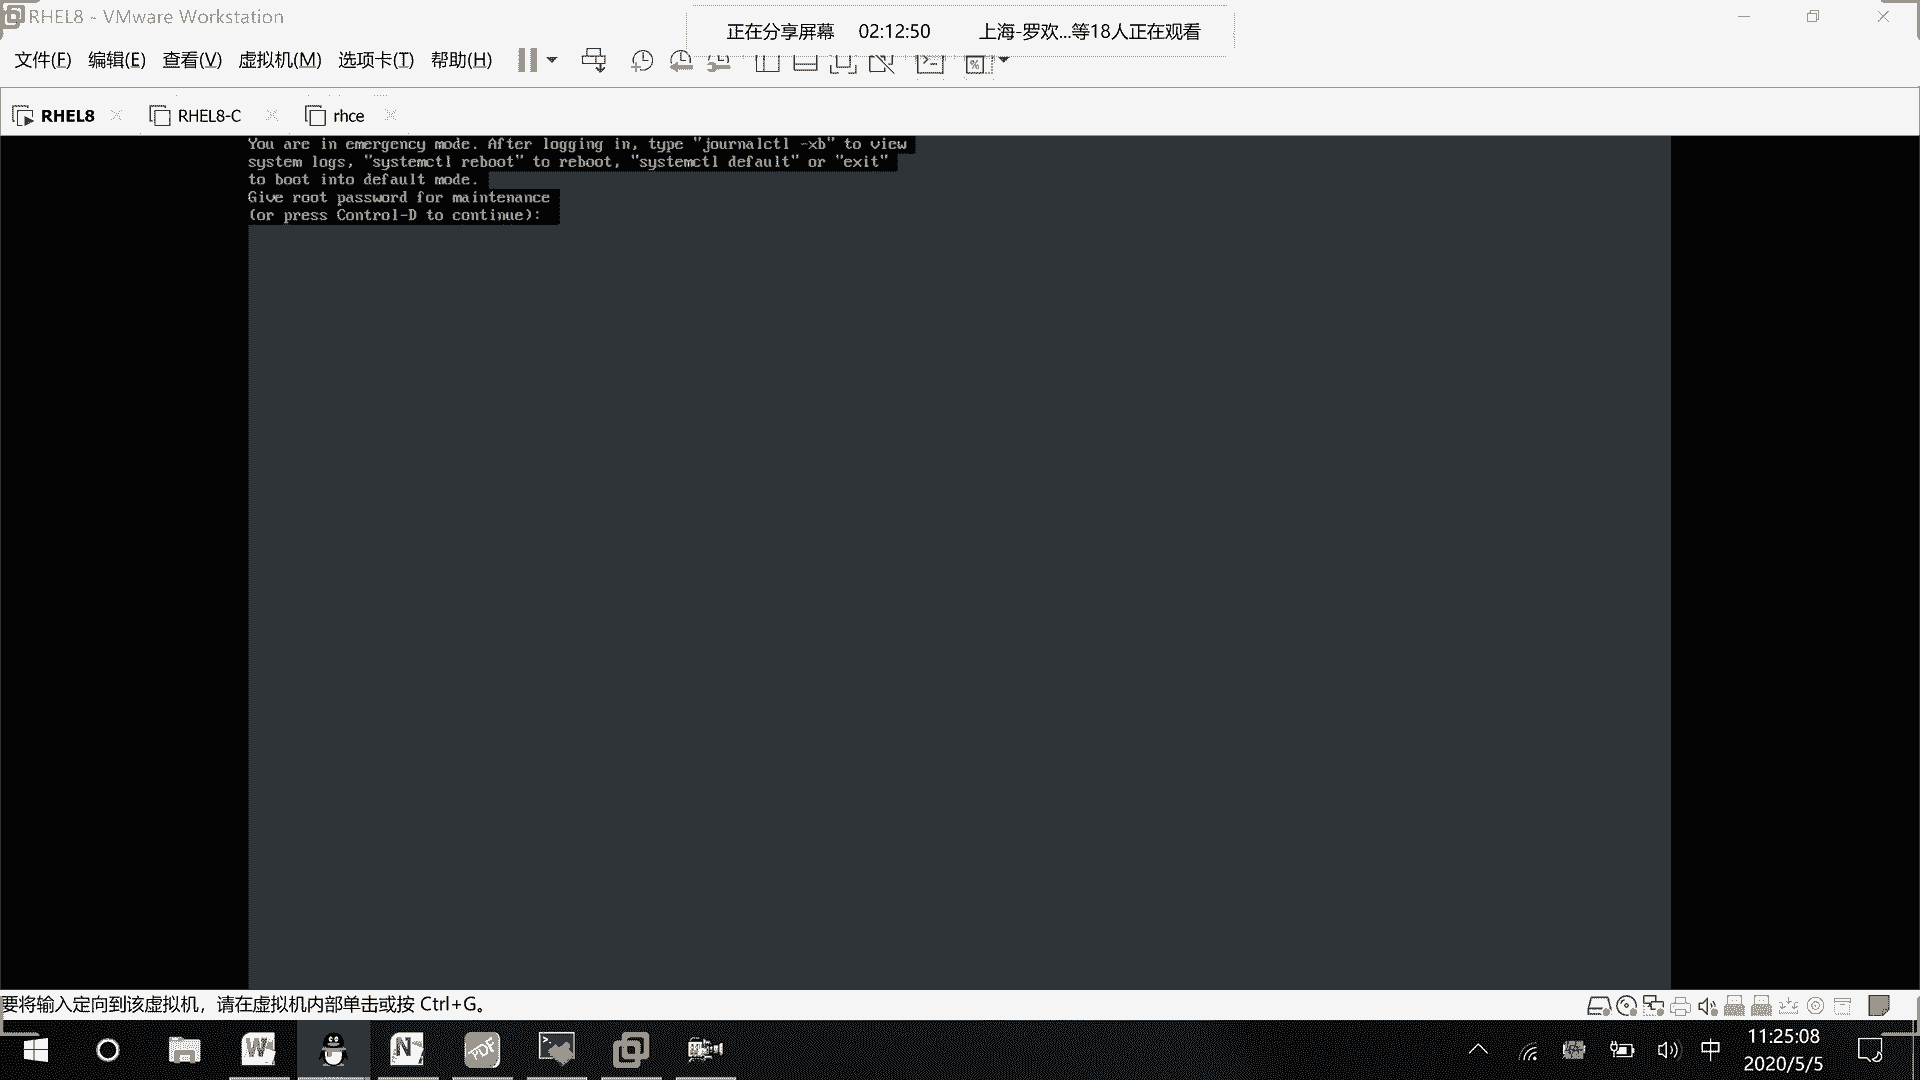 RHEL8 - VMware Workstation
正在分享屏幕 02:12:50 上海-罗欢...等18人正在观看
文件(F) 编辑(E) 查看(V) 虚拟机(M) 选项卡(T) 帮助(H)
RHEL8 RHEL8-C rhce
You are in emergency mode. After logging in, type "journalctl -xb" to view
system logs, "systemctl reboot" to reboot, "systemctl default" or "exit"
to boot into default mode.
Give root password for maintenance
(or press Control-D to continue):
要将输入定向到该虚拟机，请在虚拟机内部单击或按 Ctrl+G。
W N PDF 中 11:25:08
2020/5/5